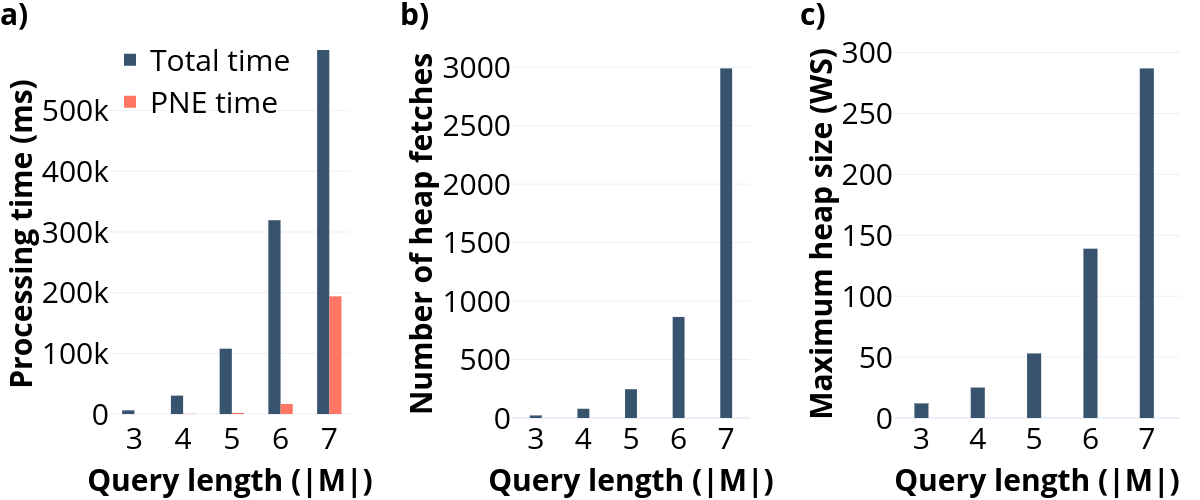 a)
Total time
PNE time
Processing time (ms)
500k
400k
300k
200k
100k
0
3 4 5 6 7
Query length (|M|)
b)
Number of heap fetches
3000
2500
2000
1500
1000
500
0
3 4 5 6 7
Query length (|M|)
c)
Maximum heap size (WS)
300
250
200
150
100
50
0
3 4 5 6 7
Query length (|M|)